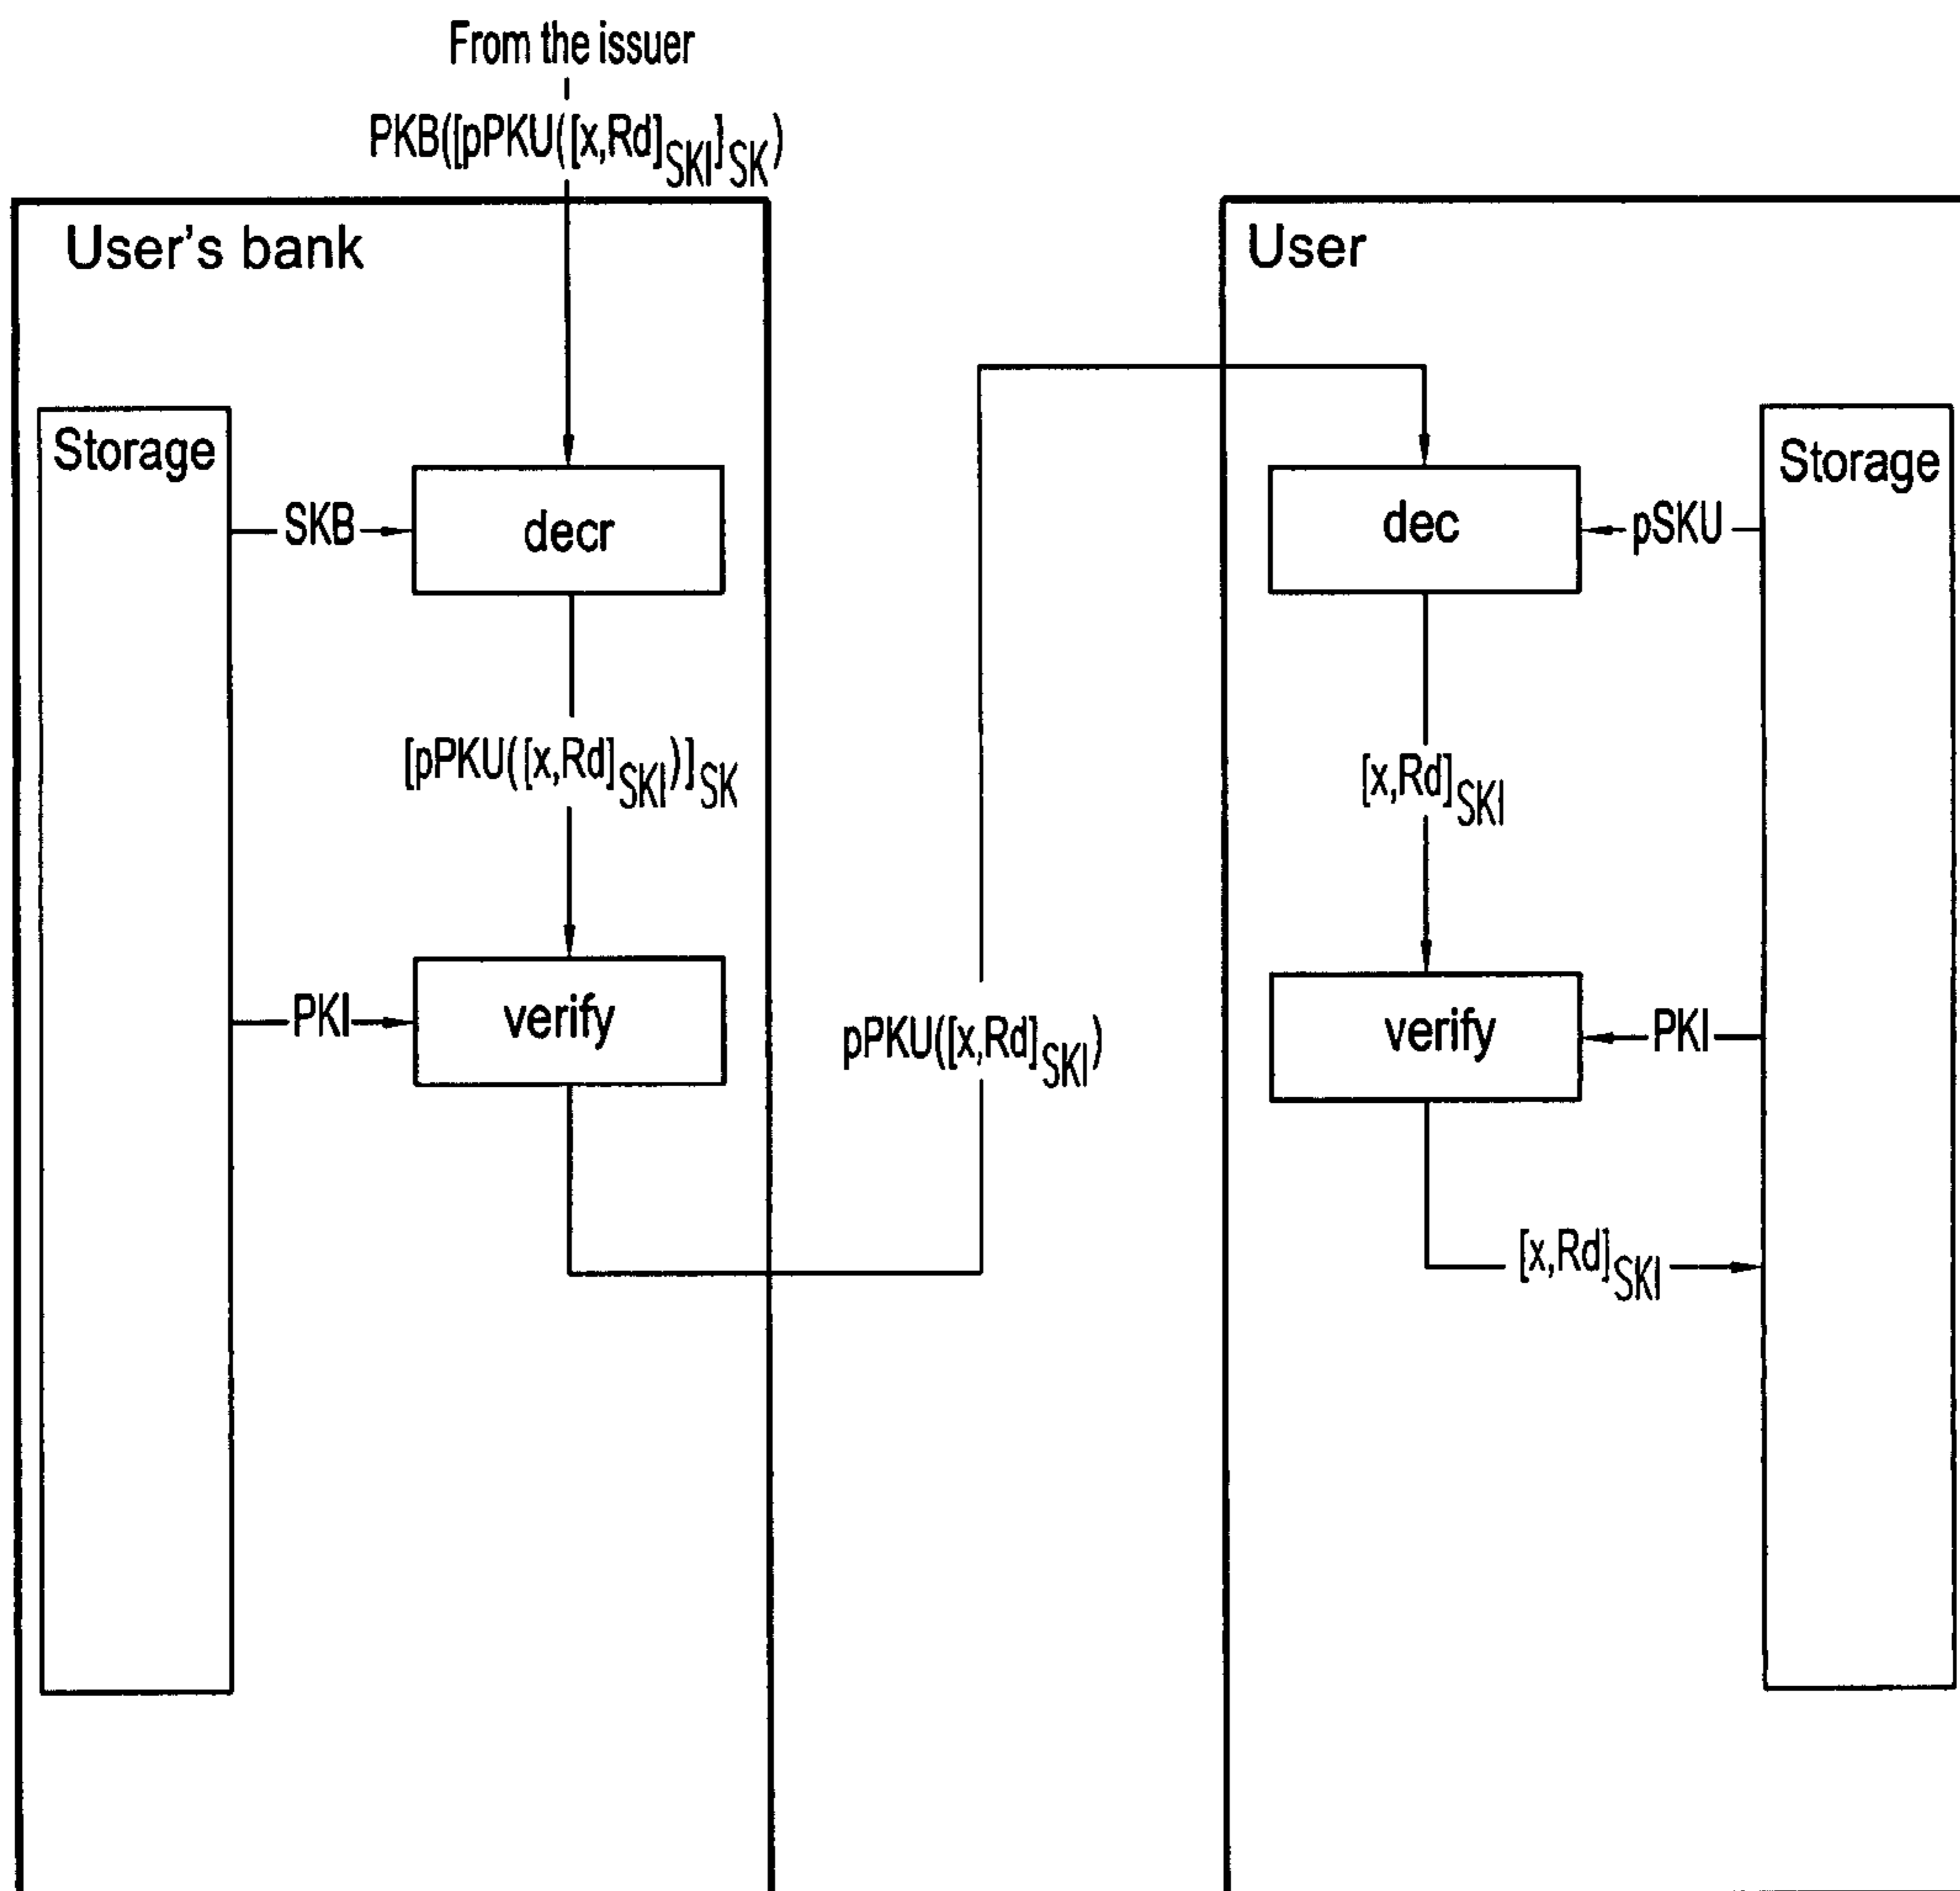 From the issuer
PKB([pPKU([x,Rd]SKI]SK)
User's bank
Storage
SKB
decr
[pPKU([x,Rd]SKI)]SK
PKI
verify
pPKU([x,Rd]SKI)
User
Storage
dec
pSKU
[x,Rd]SKI
verify
PKI
[x,Rd]SKI